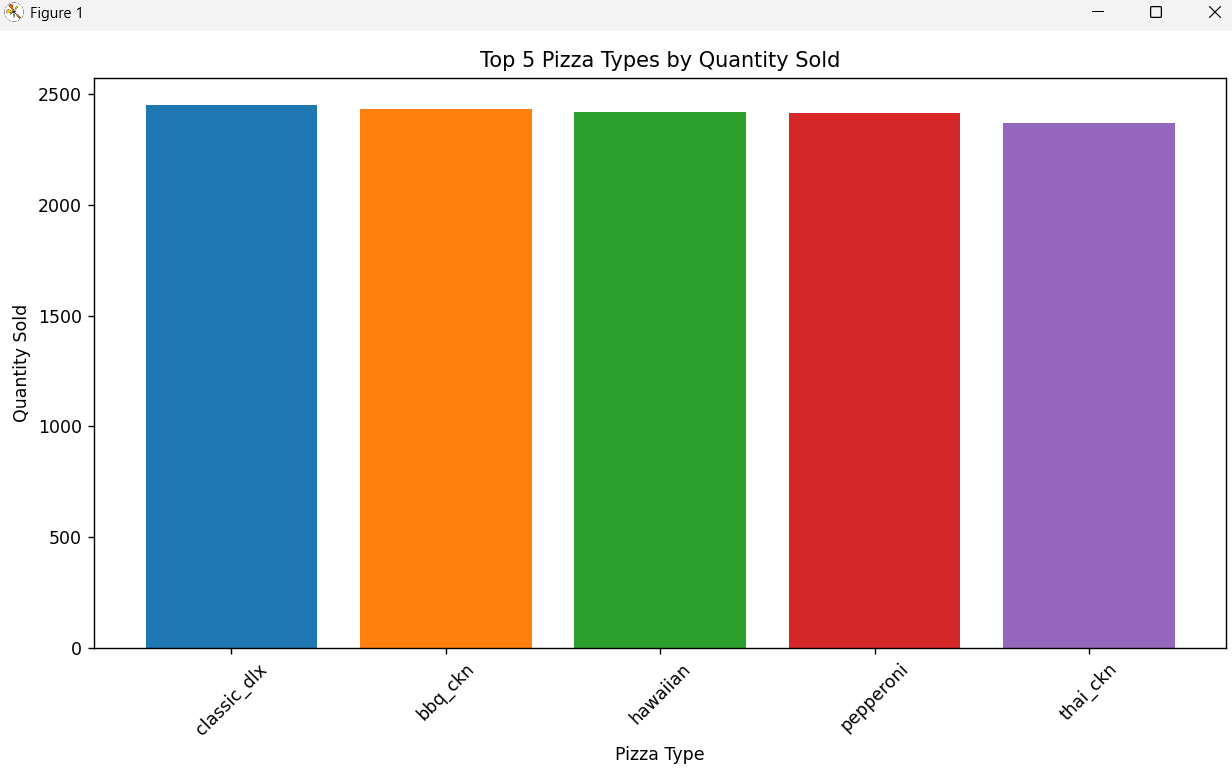 Figure 1
Top 5 Pizza Types by Quantity Sold
Quantity Sold
2500
2000
1500
1000
500
0
classic_dlx
bbq_ckn
hawaiian
pepperoni
thai_ckn
Pizza Type